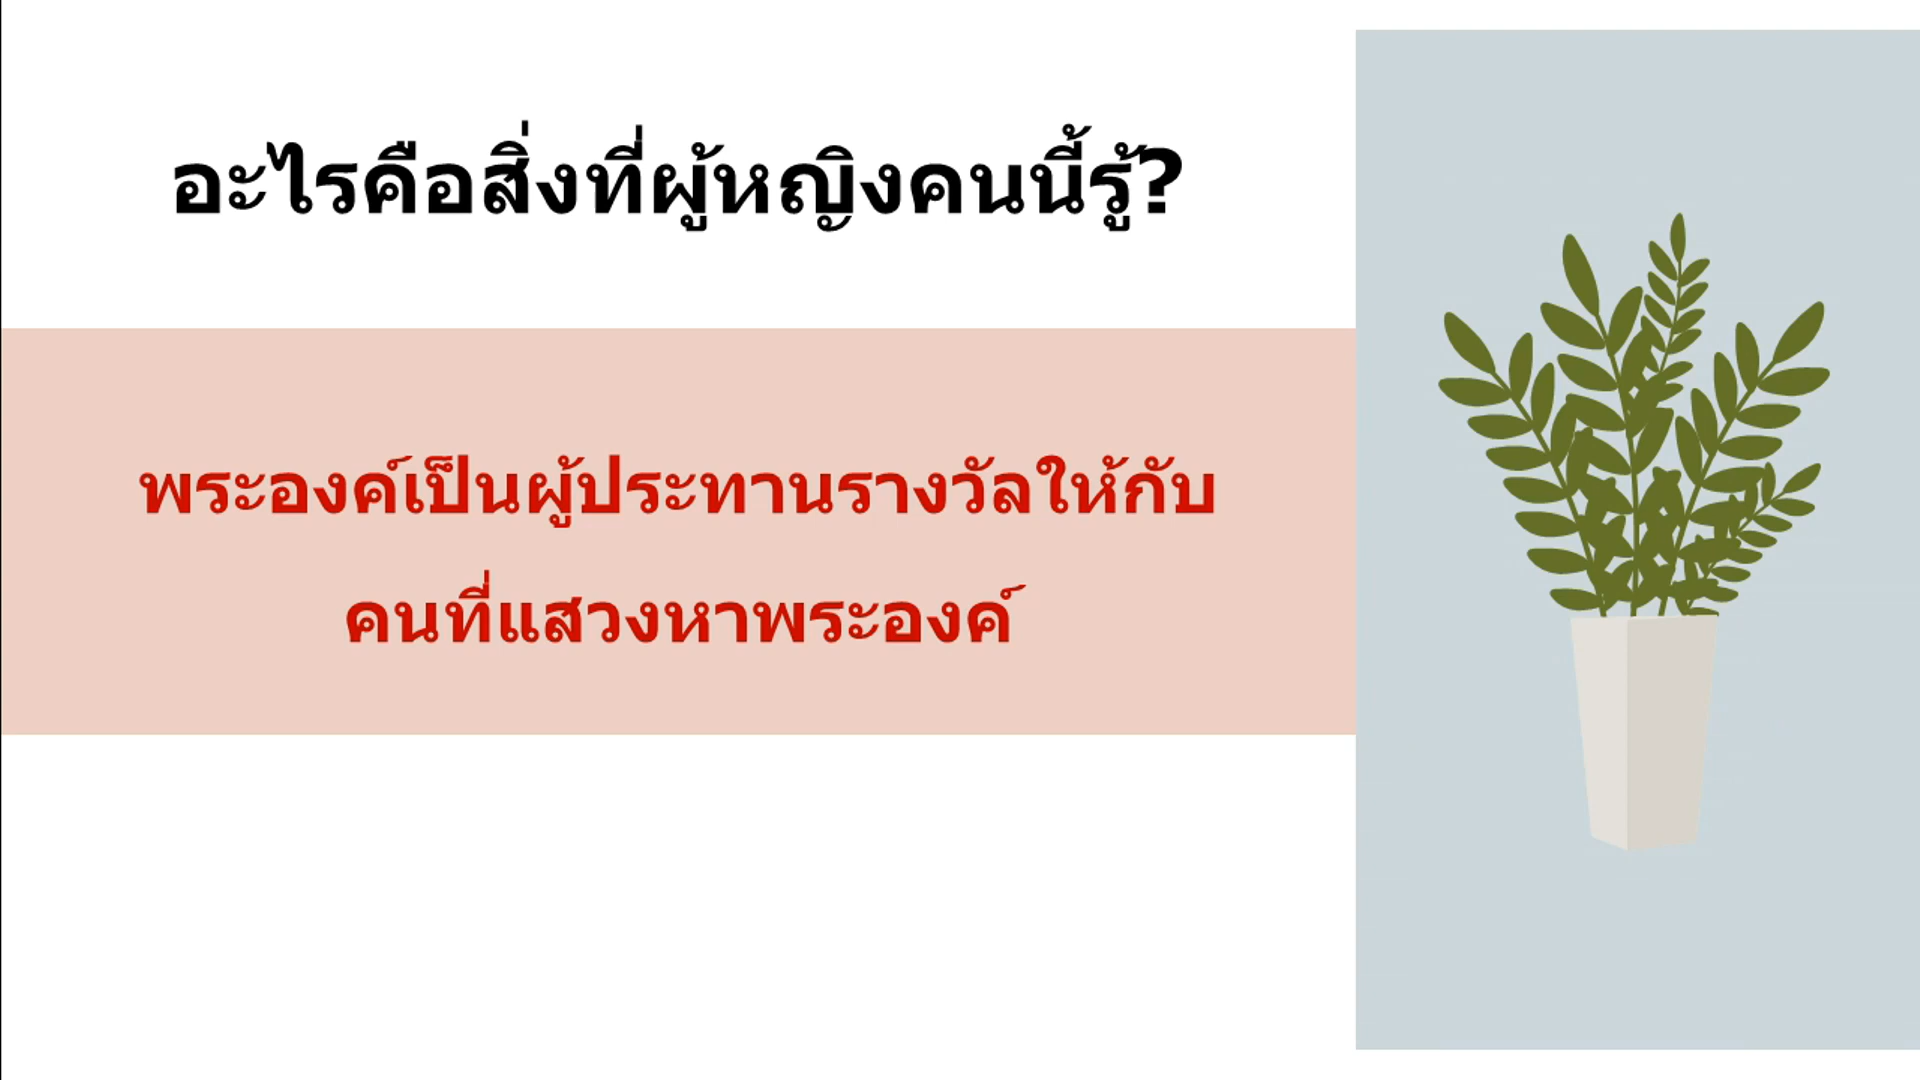 อะไรคือสิ่งที่ผู้หญิงคนนี้รู้?
พระองค์เป็นผู้ประทานรางวัลให้กับ
คนที่แสวงหาพระองค์